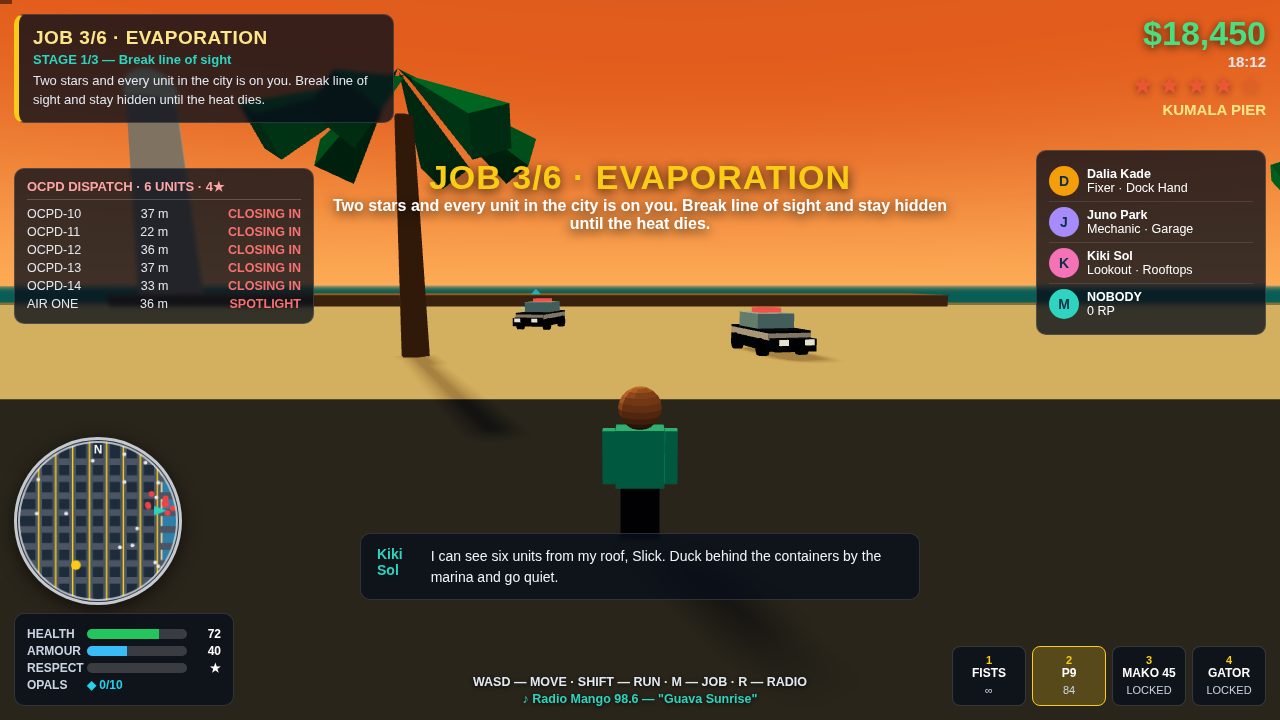 JOB 3/6 · EVAPORATION
STAGE 1/3 — Break line of sight
Two stars and every unit in the city is on you. Break line of
sight and stay hidden until the heat dies.
$18,450
18:12
★ ★ ★ ★ ★
KUMALA PIER
OCPD DISPATCH · 6 UNITS · 4★
OCPD-10 37 m CLOSING IN
OCPD-11 22 m CLOSING IN
OCPD-12 36 m CLOSING IN
OCPD-13 37 m CLOSING IN
OCPD-14 33 m CLOSING IN
AIR ONE 36 m SPOTLIGHT
JOB 3/6 · EVAPORATION
Two stars and every unit in the city is on you. Break line of sight and stay hidden
until the heat dies.
D Dalia Kade
Fixer · Dock Hand
J Juno Park
Mechanic · Garage
K Kiki Sol
Lookout · Rooftops
M NOBODY
0 RP
N
Kiki
Sol
I can see six units from my roof, Slick. Duck behind the containers by the
marina and go quiet.
HEALTH 72
ARMOUR 40
RESPECT ★
OPALS ◆ 0/10
WASD — MOVE · SHIFT — RUN · M — JOB · R — RADIO
♪ Radio Mango 98.6 — "Guava Sunrise"
1
FISTS
∞
2
P9
84
3
MAKO 45
LOCKED
4
GATOR
LOCKED